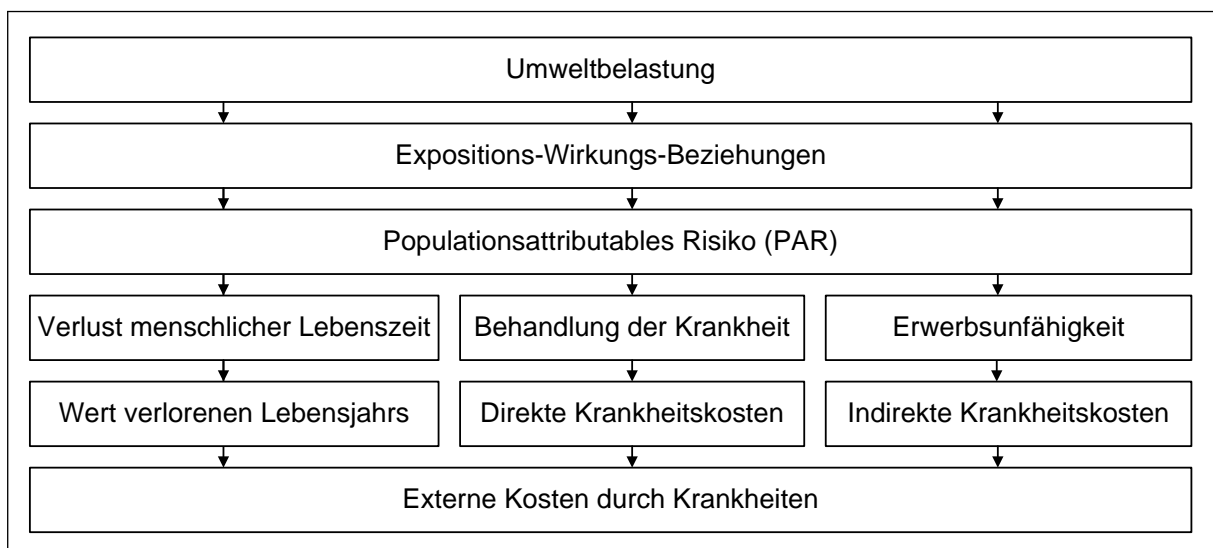 Umweltbelastung
Expositions-Wirkungs-Beziehungen
Populationsattributables Risiko (PAR)
Verlust menschlicher Lebenszeit
Behandlung der Krankheit
Erwerbsunfähigkeit
Wert verlorenen Lebensjahrs
Direkte Krankheitskosten
Indirekte Krankheitskosten
Externe Kosten durch Krankheiten